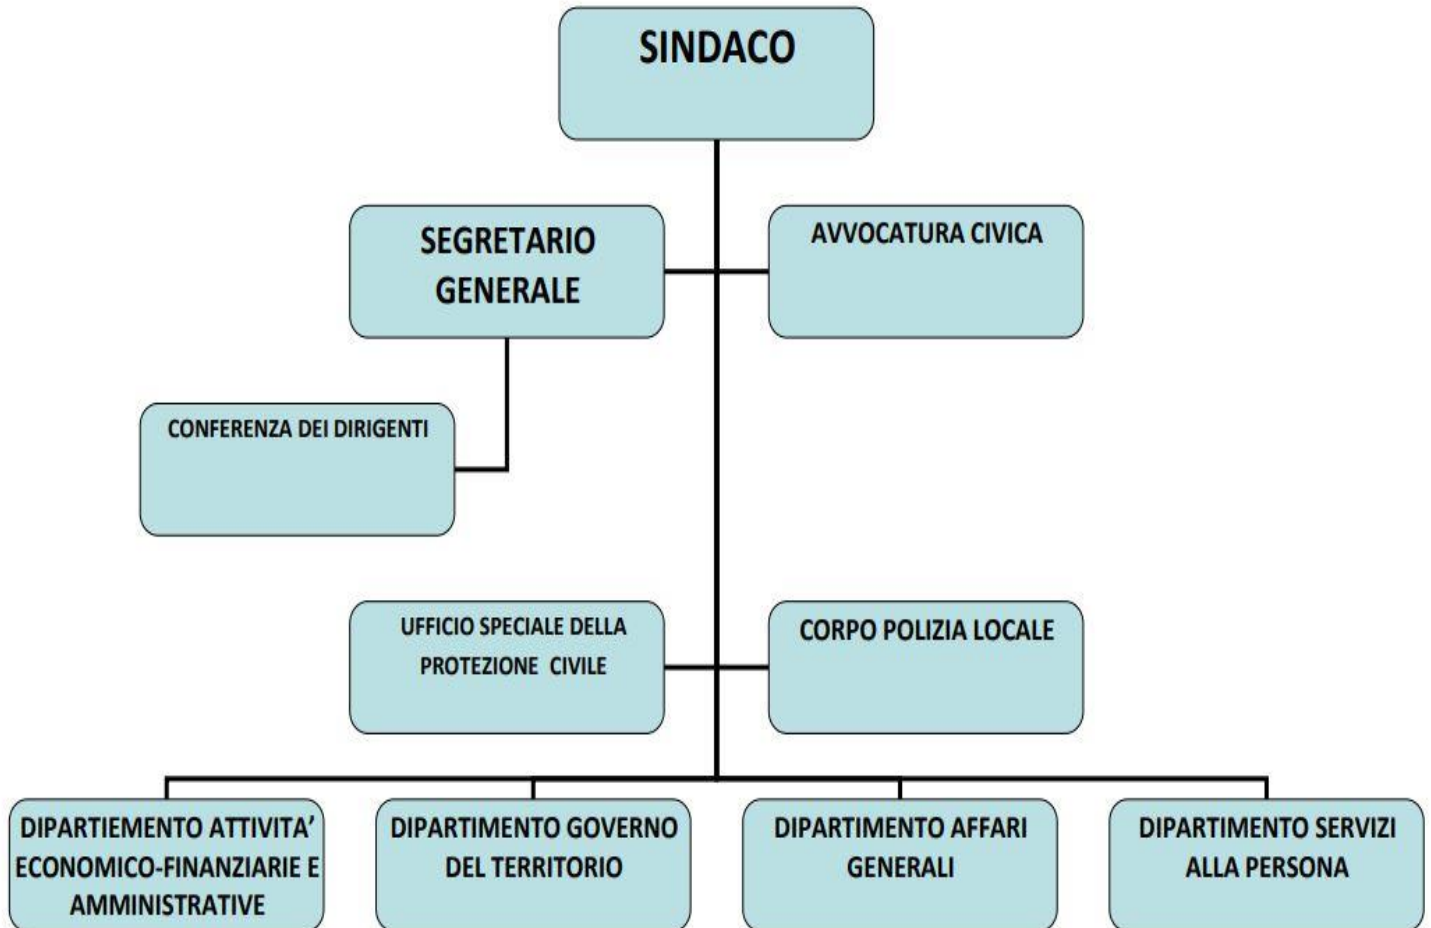 SINDACO
SEGRETARIO
GENERALE
AVVOCATURA CIVICA
CONFERENZA DEI DIRIGENTI
UFFICIO SPECIALE DELLA
PROTEZIONE CIVILE
CORPO POLIZIA LOCALE
DIPARTIEMENTO ATTIVITA’
ECONOMICO-FINANZIARIE E
AMMINISTRATIVE
DIPARTIMENTO GOVERNO
DEL TERRITORIO
DIPARTIMENTO AFFARI
GENERALI
DIPARTIMENTO SERVIZI
ALLA PERSONA